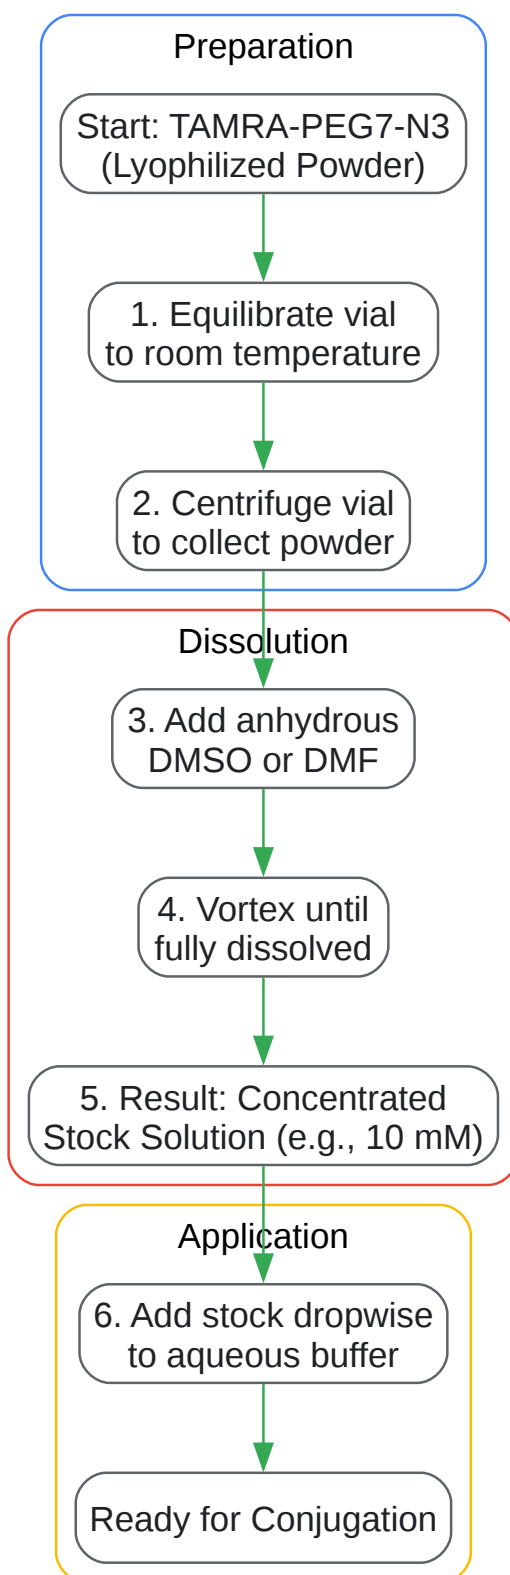 Preparation
Start: TAMRA-PEG7-N3
(Lyophilized Powder)
1. Equilibrate vial
to room temperature
2. Centrifuge vial
to collect powder
Dissolution
3. Add anhydrous
DMSO or DMF
4. Vortex until
fully dissolved
5. Result: Concentrated
Stock Solution (e.g., 10 mM)
Application
6. Add stock dropwise
to aqueous buffer
Ready for Conjugation